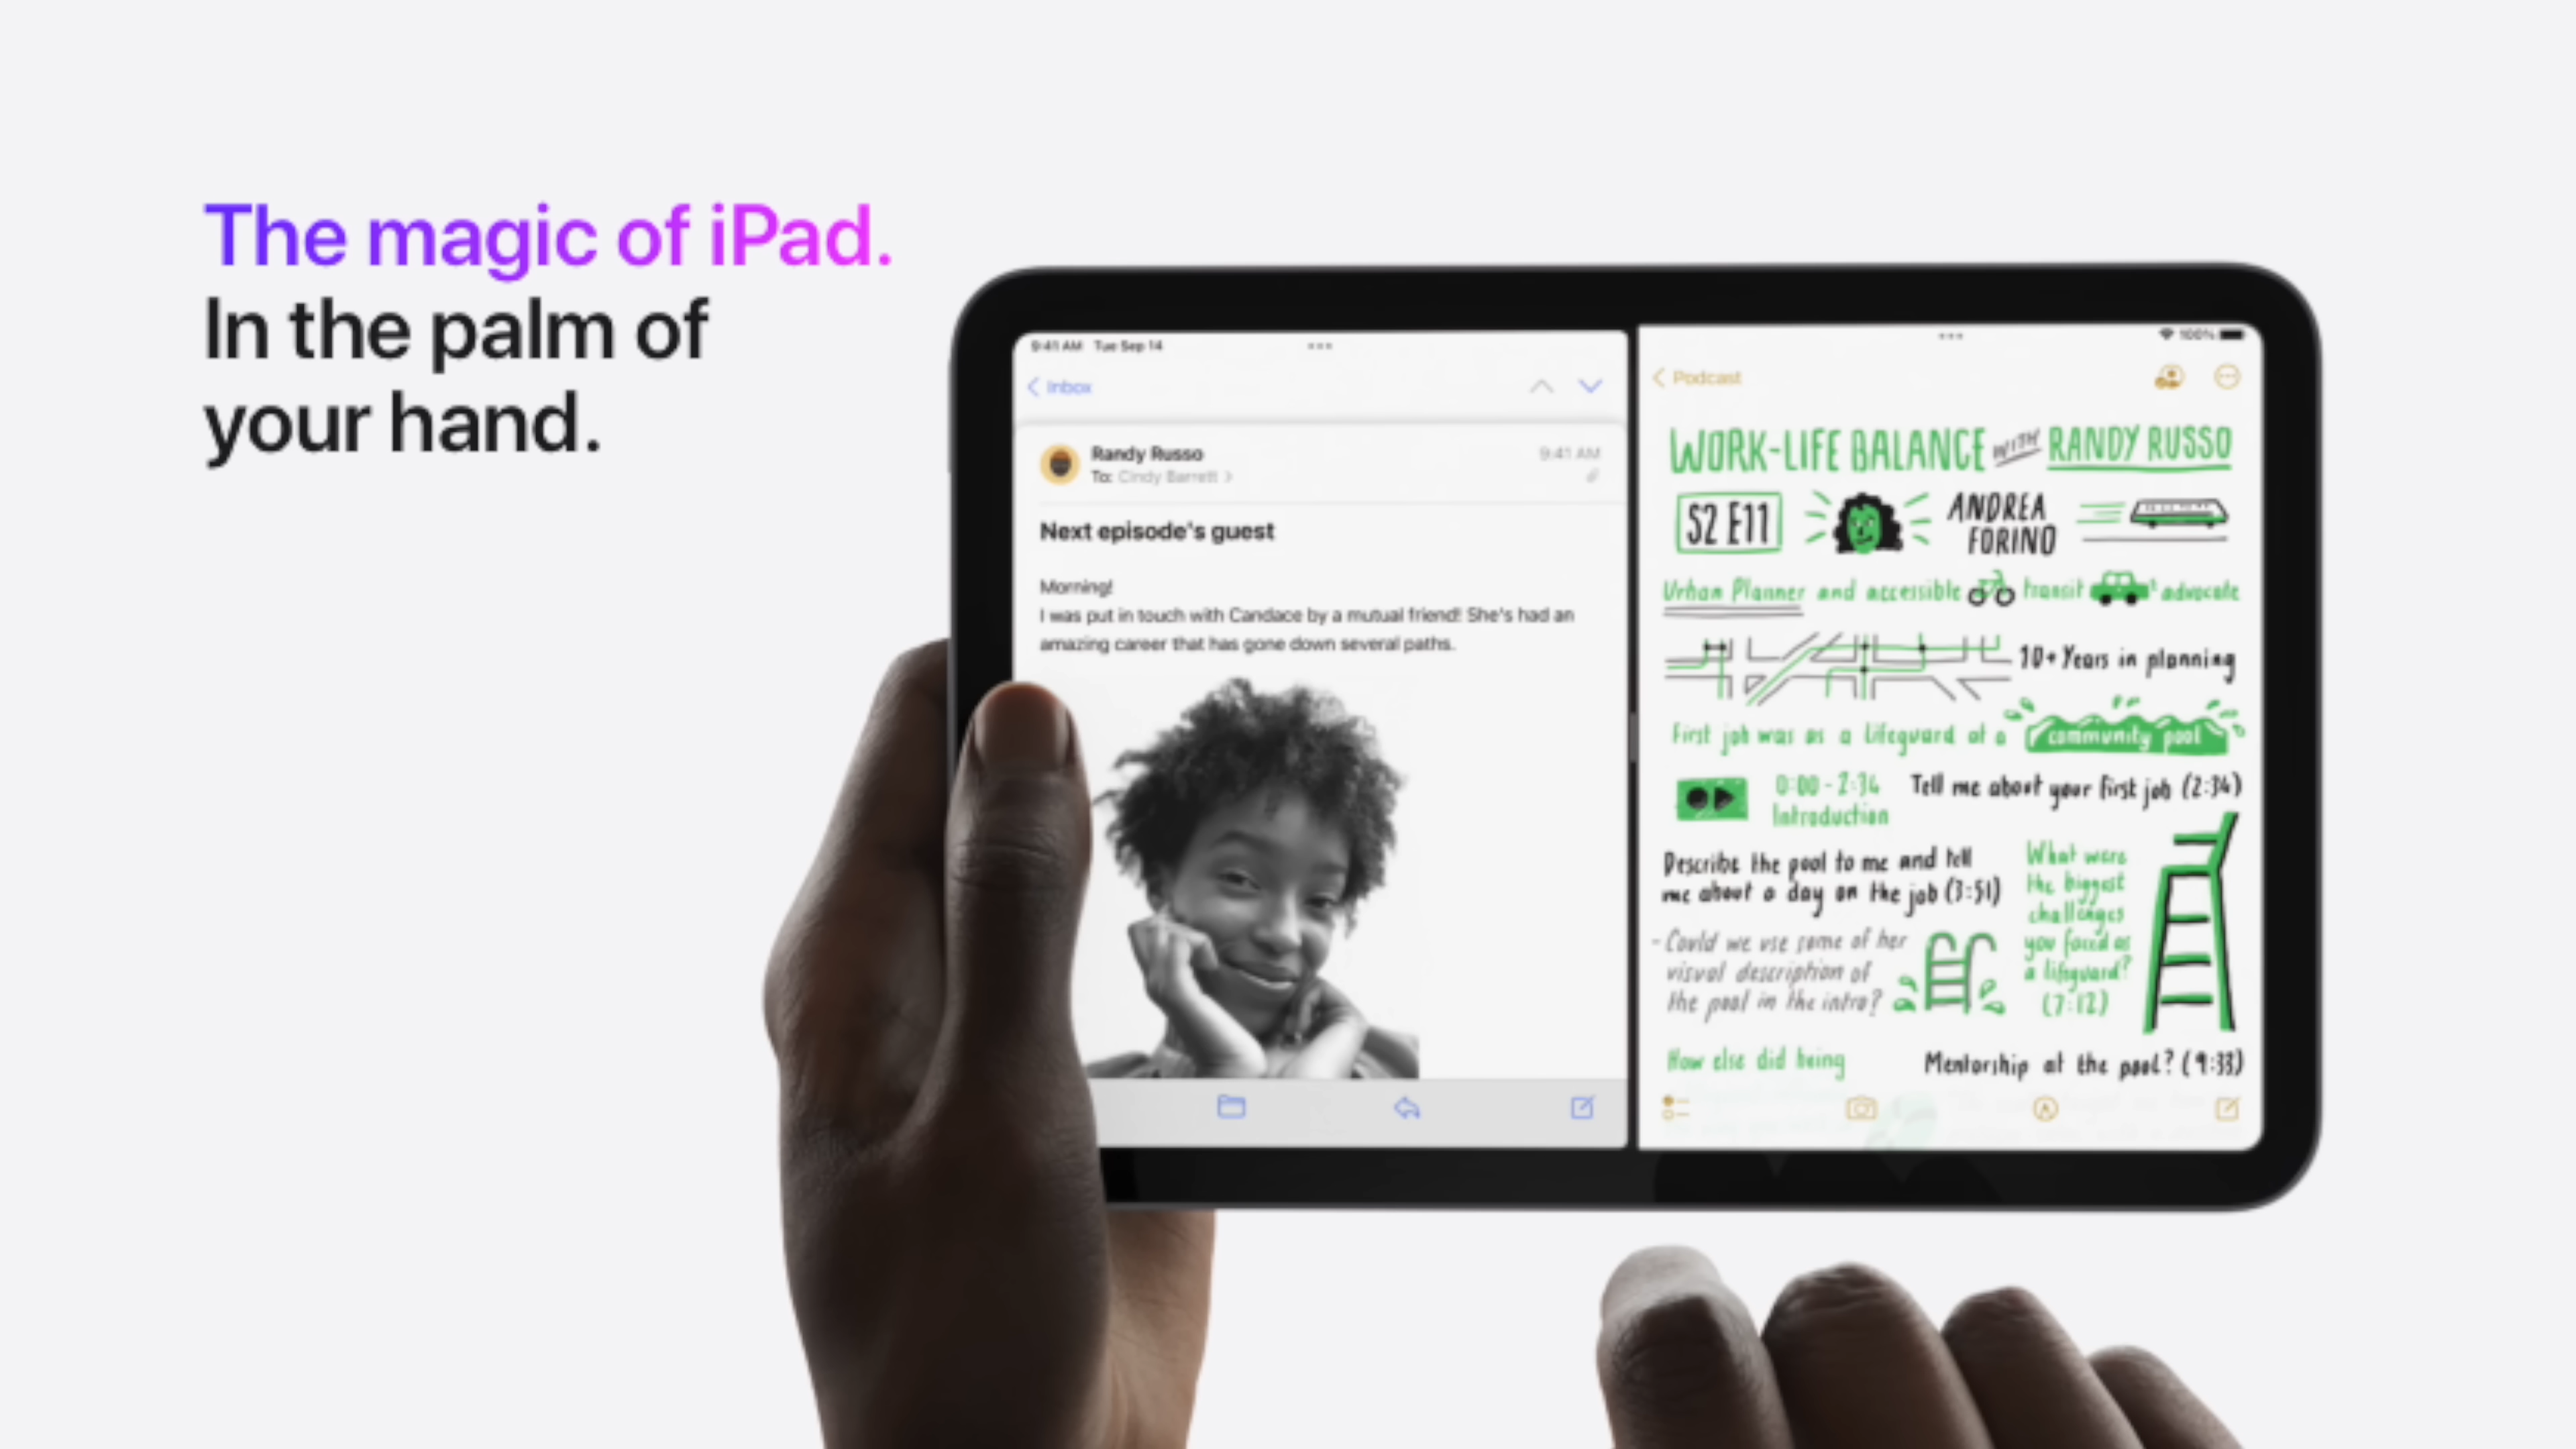 The magic of iPad.
In the palm of
your hand.
9:41 AM Tue Sep 14
Inbox
Randy Russo
9:41 AM
To: Cindy Barrett
Next episode's guest
Morning!
I was put in touch with Candace by a mutual friend! She's had an
amazing career that has gone down several paths.
100%
Podcast
WORK-LIFE BALANCE WITH RANDY RUSSO
S2 E11
ANDREA
FORINO
Urban Planner and accessible transit advocate
10+ Years in planning
First job was as a lifeguard at a community pool
0:00 - 2:34
Introduction
Tell me about your first job (2:34)
Describe the pool to me and tell
me about a day on the job (3:51)
- Could we use some of her
visual description of
the pool in the intro?
What were
the biggest
challenges
you faced as
a lifeguard?
(7:12)
How else did being
Mentorship at the pool? (9:33)